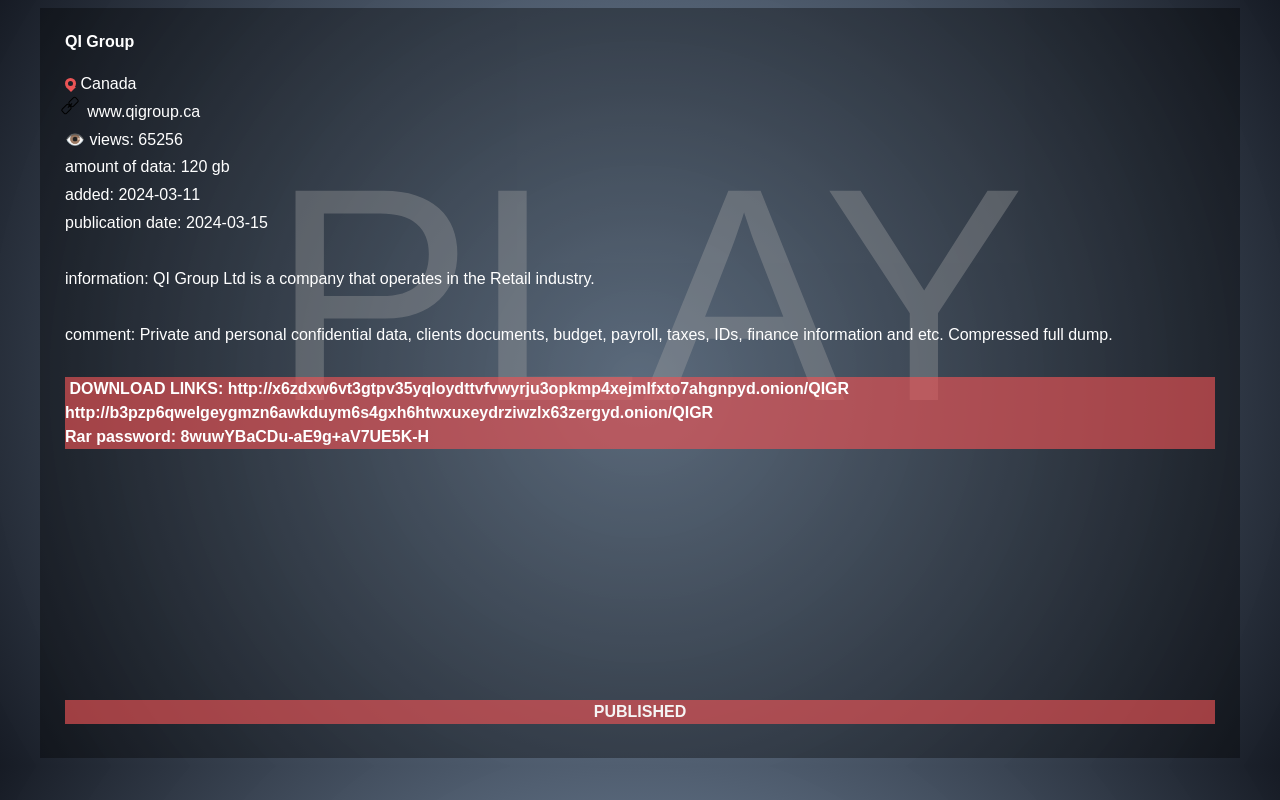 PLAY
QI Group
Canada
www.qigroup.ca
views: 65256
amount of data: 120 gb
added: 2024-03-11
publication date: 2024-03-15
information: QI Group Ltd is a company that operates in the Retail industry.
comment: Private and personal confidential data, clients documents, budget, payroll, taxes, IDs, finance information and etc. Compressed full dump.
DOWNLOAD LINKS: http://x6zdxw6vt3gtpv35yqloydttvfvwyrju3opkmp4xejmlfxto7ahgnpyd.onion/QIGR
http://b3pzp6qwelgeygmzn6awkduym6s4gxh6htwxuxeydrziwzlx63zergyd.onion/QIGR
Rar password: 8wuwYBaCDu-aE9g+aV7UE5K-H
PUBLISHED